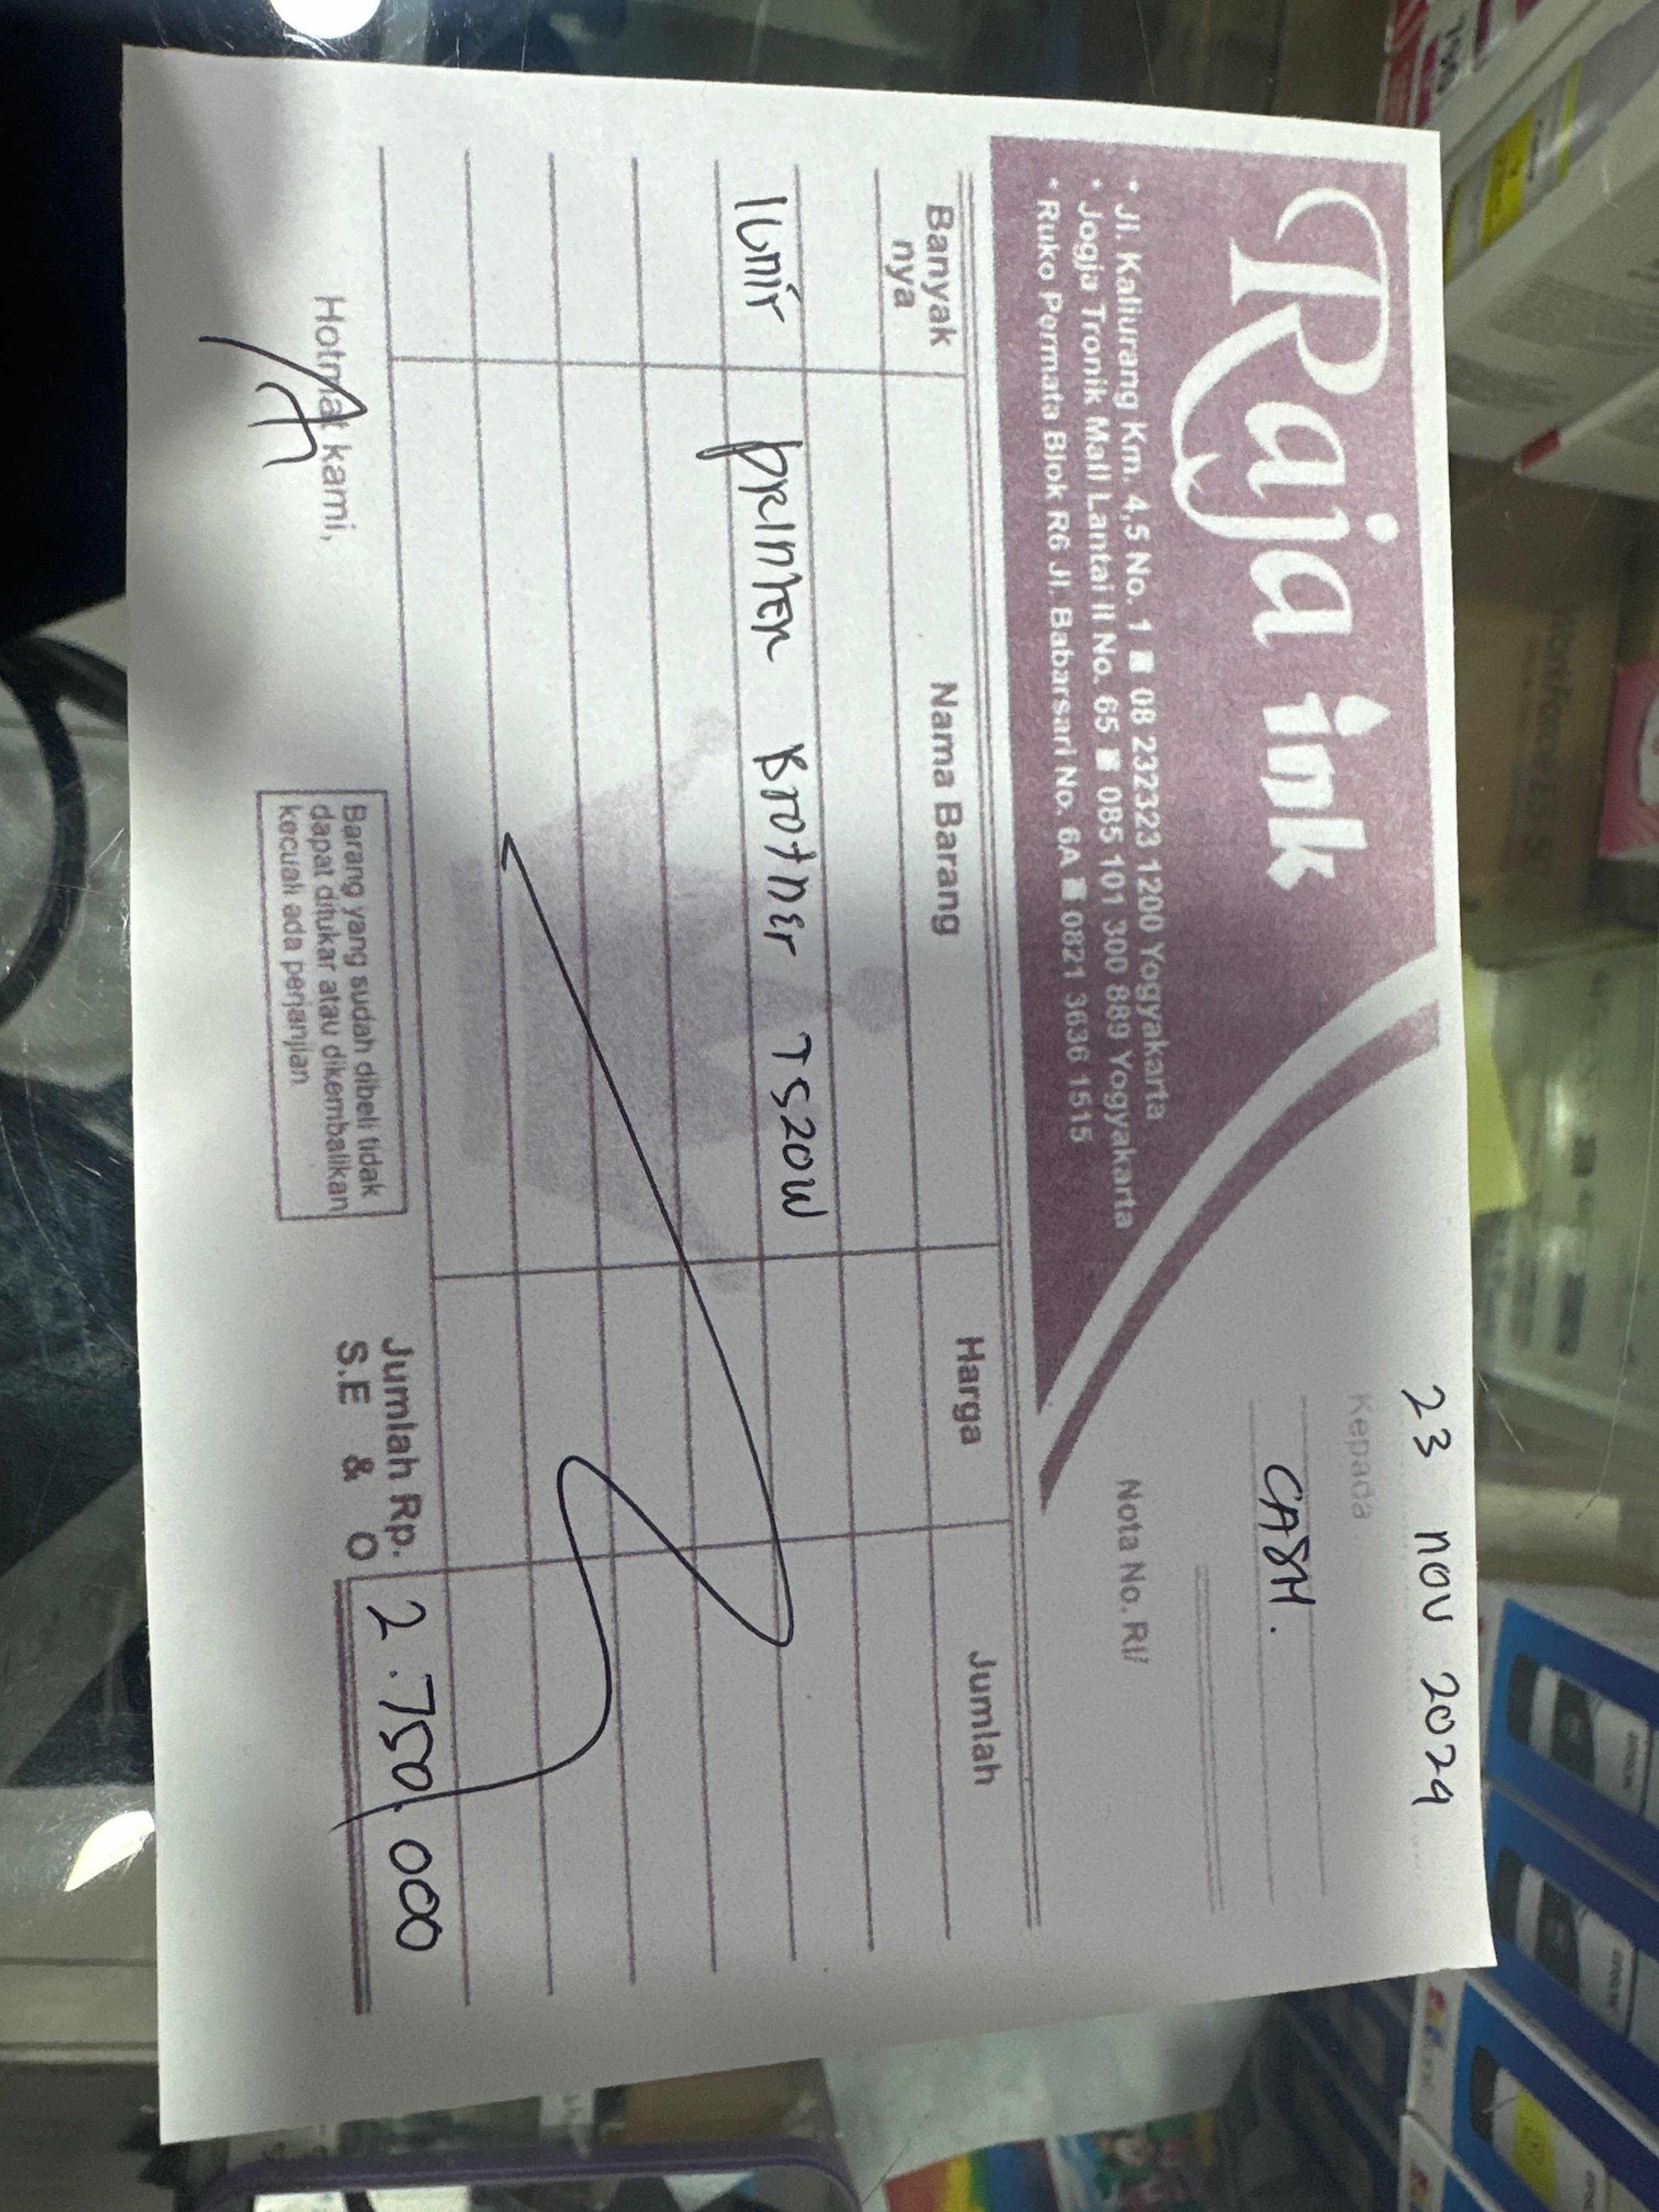 23 nov 2024
Kepada
CASH.
Raja ink
• Jl. Kaliurang Km. 4,5 No. 1 ■ 08 232323 1200 Yogyakarta
• Jogja Tronik Mall Lantai II No. 65 ■ 085 101 300 889 Yogyakarta
• Ruko Permata Blok R6 Jl. Babarsari No. 6A ■ 0821 3636 1515
Nota No. RI/
Banyak nya Nama Barang Harga Jumlah
1 unit printer Brother T520W
Jumlah Rp. 2.750.000
S.E & O
Hotmat kami,
Barang yang sudah dibeli tidak
dapat ditukar atau dikembalikan
kecuali ada perjanjian